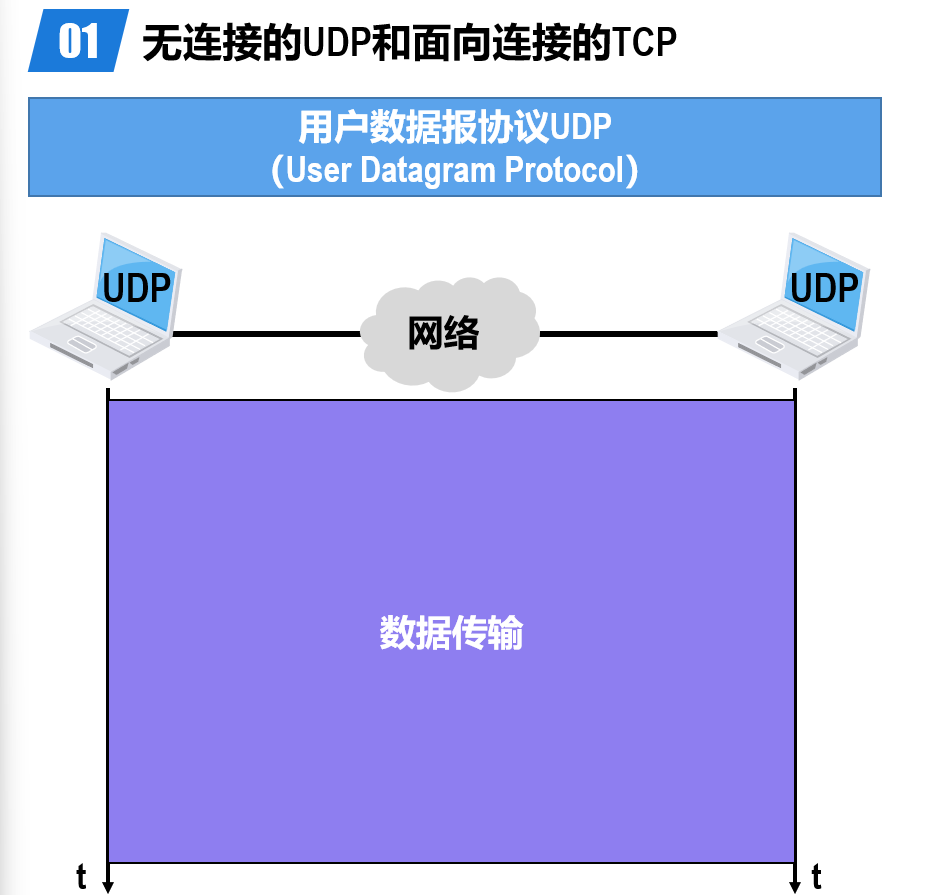 01 无连接的UDP和面向连接的TCP
用户数据报协议UDP
（User Datagram Protocol）
UDP
UDP
网络
数据传输
t
t